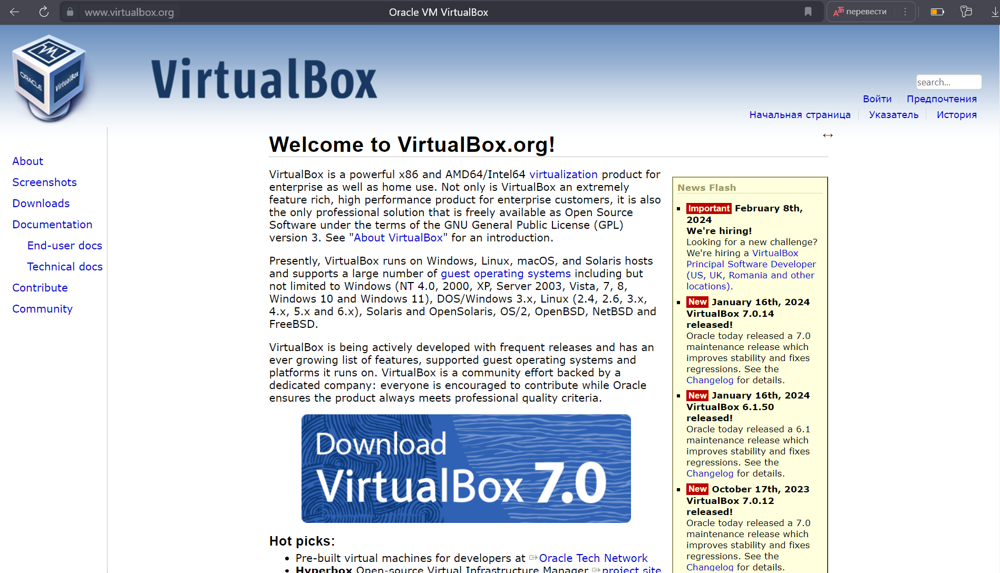 www.virtualbox.org
Oracle VM VirtualBox
перевести
ORACLE
VirtualBox
VirtualBox
search...
Войти
Предпочтения
Начальная страница
Указатель
История
About
Screenshots
Downloads
Documentation
End-user docs
Technical docs
Contribute
Community
Welcome to VirtualBox.org!
VirtualBox is a powerful x86 and AMD64/Intel64 virtualization product for
enterprise as well as home use. Not only is VirtualBox an extremely
feature rich, high performance product for enterprise customers, it is also
the only professional solution that is freely available as Open Source
Software under the terms of the GNU General Public License (GPL)
version 3. See "About VirtualBox" for an introduction.
Presently, VirtualBox runs on Windows, Linux, macOS, and Solaris hosts
and supports a large number of guest operating systems including but
not limited to Windows (NT 4.0, 2000, XP, Server 2003, Vista, 7, 8,
Windows 10 and Windows 11), DOS/Windows 3.x, Linux (2.4, 2.6, 3.x,
4.x, 5.x and 6.x), Solaris and OpenSolaris, OS/2, OpenBSD, NetBSD and
FreeBSD.
VirtualBox is being actively developed with frequent releases and has an
ever growing list of features, supported guest operating systems and
platforms it runs on. VirtualBox is a community effort backed by a
dedicated company: everyone is encouraged to contribute while Oracle
ensures the product always meets professional quality criteria.
Download
VirtualBox 7.0
Hot picks:
Pre-built virtual machines for developers at Oracle Tech Network
Hyperbox Open-source Virtual Infrastructure Manager project site
News Flash
Important February 8th,
2024
We're hiring!
Looking for a new challenge?
We're hiring a VirtualBox
Principal Software Developer
(US, UK, Romania and other
locations).
New January 16th, 2024
VirtualBox 7.0.14
released!
Oracle today released a 7.0
maintenance release which
improves stability and fixes
regressions. See the
Changelog for details.
New January 16th, 2024
VirtualBox 6.1.50
released!
Oracle today released a 6.1
maintenance release which
improves stability and fixes
regressions. See the
Changelog for details.
New October 17th, 2023
VirtualBox 7.0.12
released!
Oracle today released a 7.0
maintenance release which
improves stability and fixes
regressions. See the
Changelog for details.